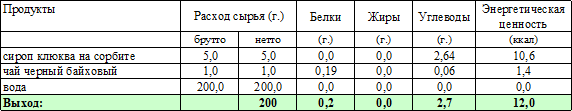 Продукты Расход сырья (г.) Белки Жиры Углеводы Энергетическая ценность
брутто нетто (г.) (г.) (г.) (ккал)
сироп клюква на сорбите 5,0 5,0 0,0 0,0 2,64 10,6
чай черный байховый 1,0 1,0 0,19 0,0 0,06 1,4
вода 200,0 200,0 0,0 0,0 0,0 0,0
Выход: 200 0,2 0,0 2,7 12,0